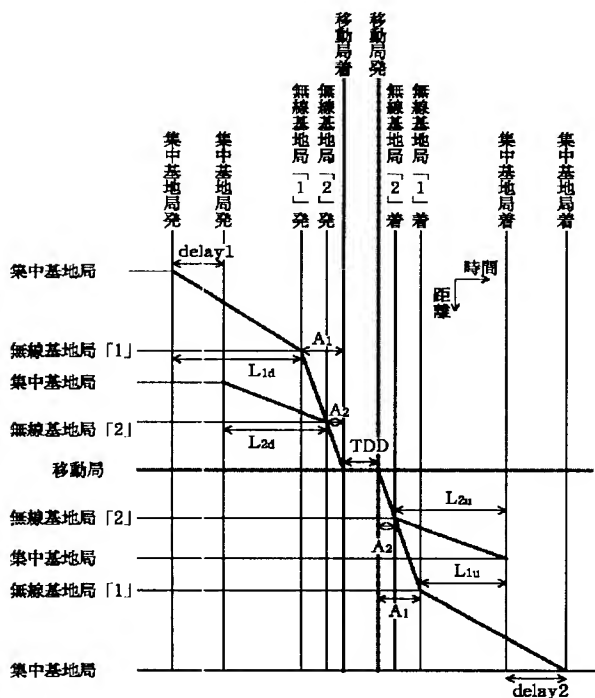 移動局着
移動局発
無線基地局「1」発
無線基地局「2」発
無線基地局「2」着
無線基地局「1」着
集中基地局発
集中基地局発
集中基地局着
集中基地局着
delay1
時間
距離
集中基地局
A1
無線基地局「1」
L1d
集中基地局
A2
無線基地局「2」
L2d
TDD
移動局
L2u
無線基地局「2」
A2
集中基地局
L1u
無線基地局「1」
A1
集中基地局
delay2